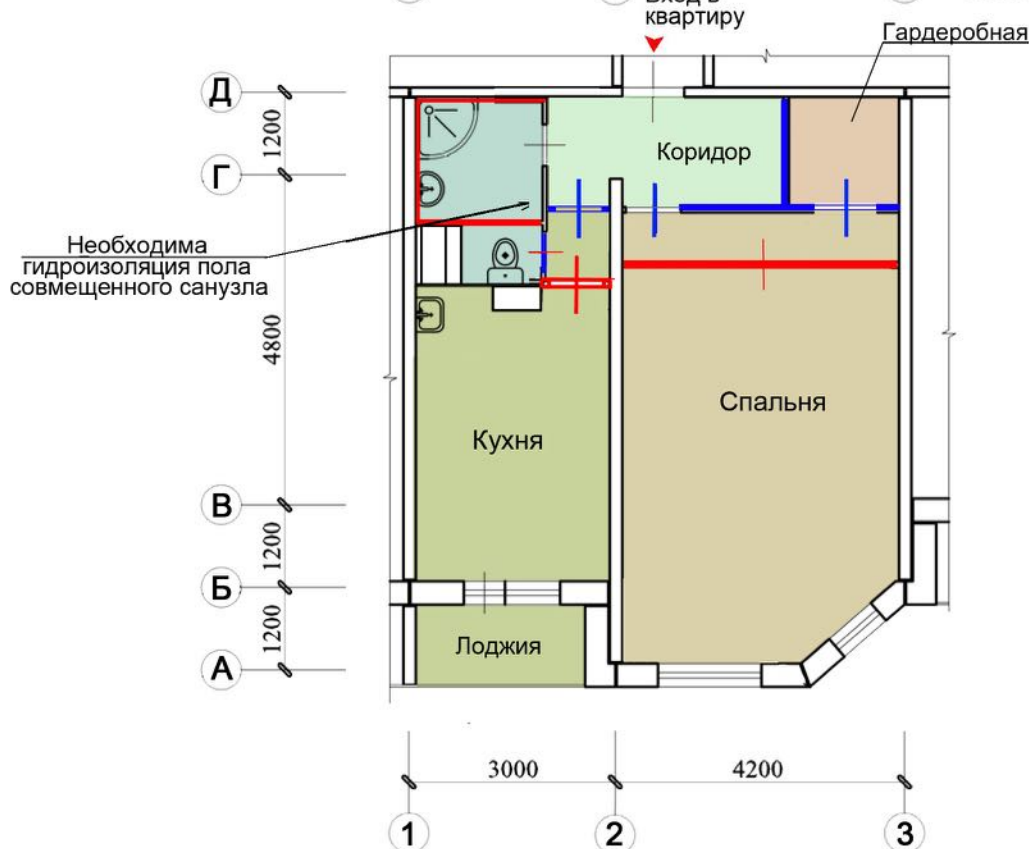 Вход в
квартиру
Гардеробная
Д
1200
Г
Коридор
Необходима
гидроизоляция пола
совмещенного санузла
4800
Спальня
Кухня
В
1200
Б
1200
Лоджия
А
3000
4200
1
2
3